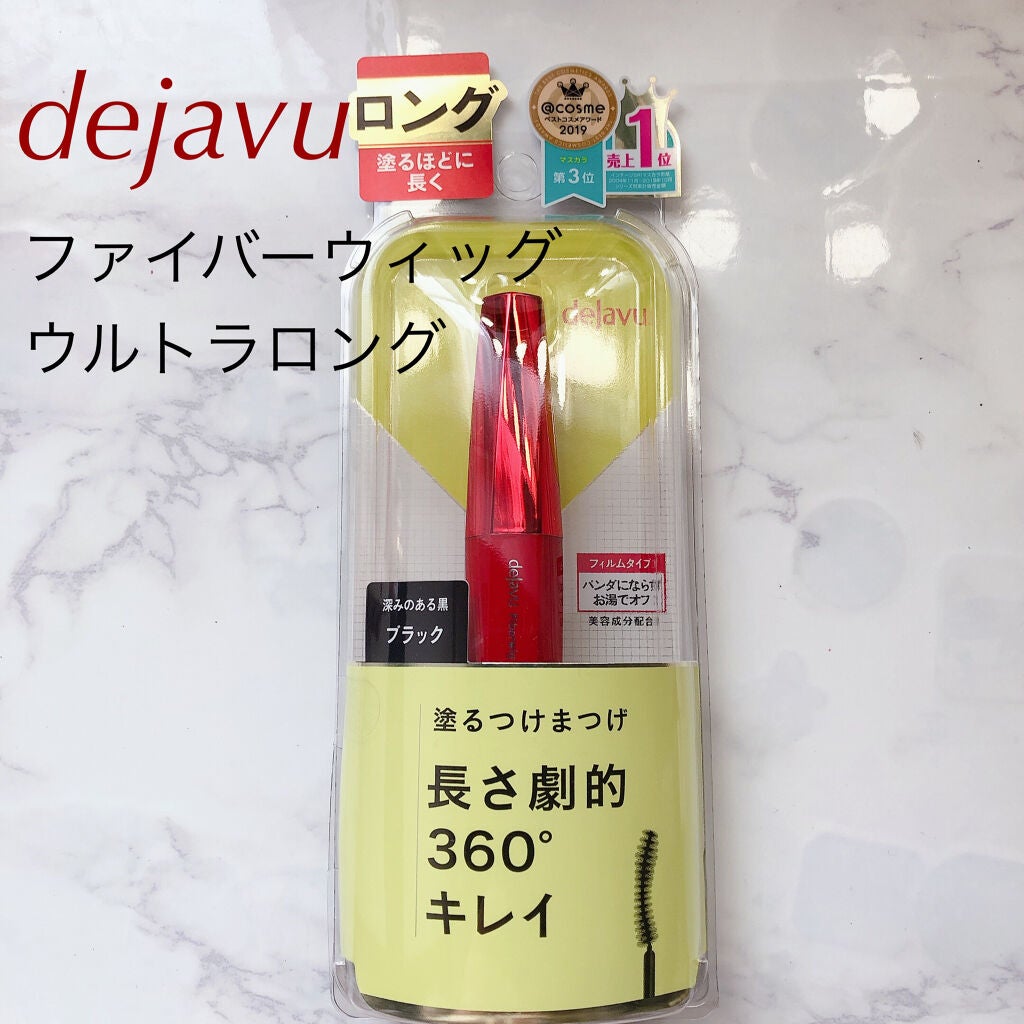 dejavu
ファイバーウィッグ
ウルトラロング
ロング
塗るほどに
長く
@cosme
ベストコスメアワード
2019
マスカラ
第3位
売上1位
dejavu
dejavu
フィルムタイプ
パンダにならず
お湯でオフ
美容成分配合
深みのある黒
ブラック
塗るつけまつげ
長さ劇的
360°
キレイ